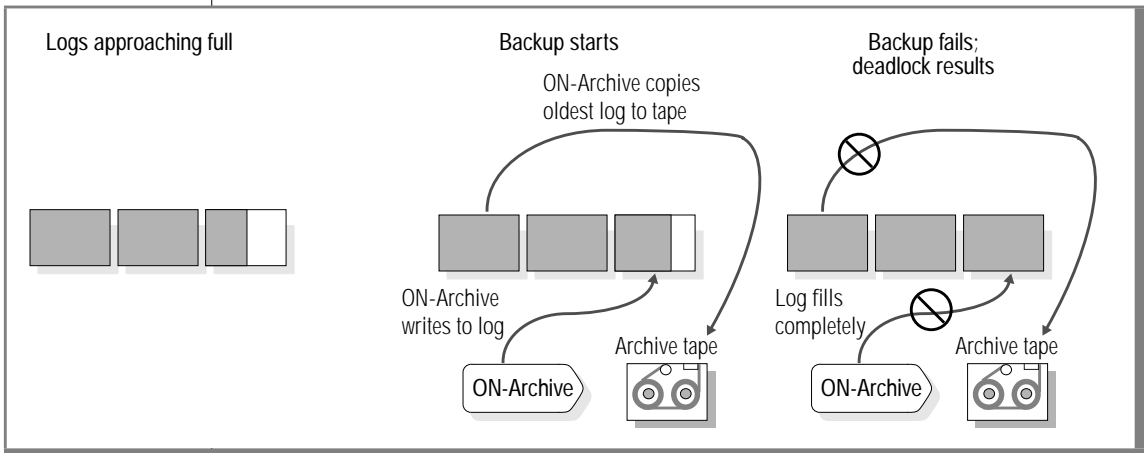 Logs approaching full
Backup starts
ON-Archive copies
oldest log to tape
ON-Archive
writes to log
Archive tape
ON-Archive
Backup fails;
deadlock results
Log fills
completely
Archive tape
ON-Archive